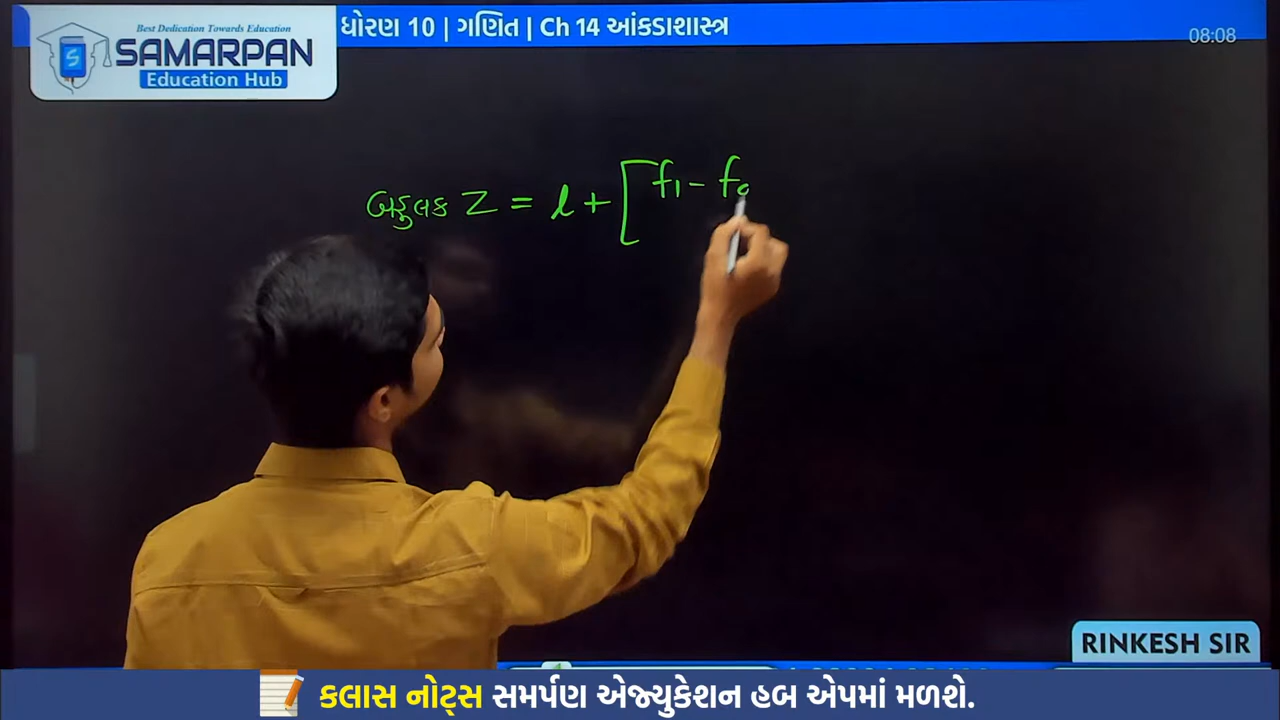 Best Dedication Towards Education
SAMARPAN
Education Hub
ધોરણ 10 | ગણિત | Ch 14 આંકડાશાસ્ત્ર
08:08
બહુલક Z = l + [ f1 - f0
RINKESH SIR
કલાસ નોટ્સ સમર્પણ એજ્યુકેશન હબ એપમાં મળશે.